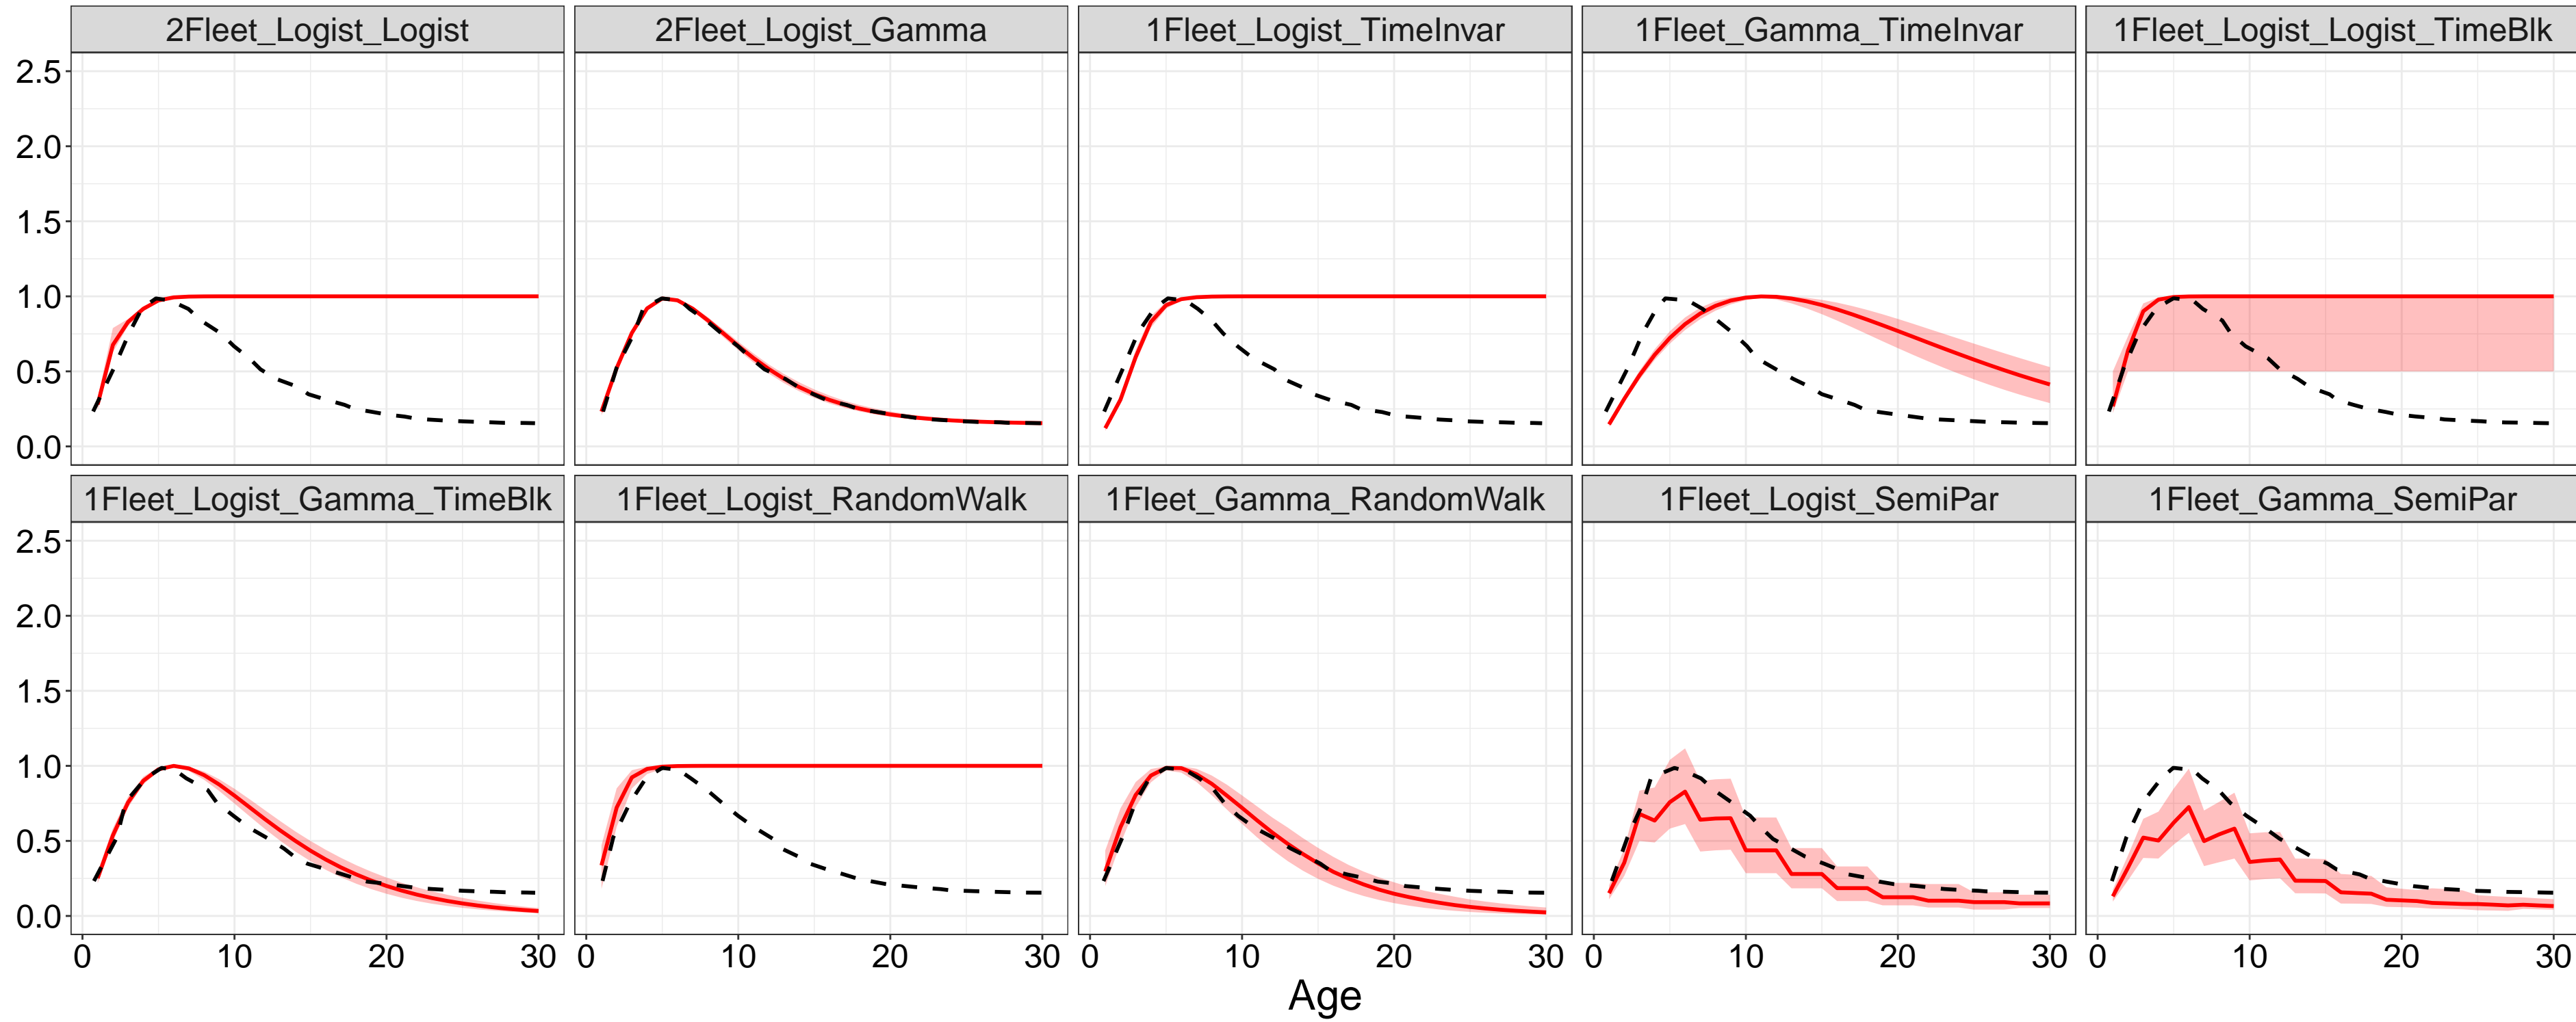 2Fleet_Logist_Logist
2Fleet_Logist_Gamma
1Fleet_Logist_TimeInvar
1Fleet_Gamma_TimeInvar
1Fleet_Logist_Logist_TimeBlk
2.5
2.0
1.5
1.0
0.5
0.0
1Fleet_Logist_Gamma_TimeBlk
1Fleet_Logist_RandomWalk
1Fleet_Gamma_RandomWalk
1Fleet_Logist_SemiPar
1Fleet_Gamma_SemiPar
2.5
2.0
1.5
1.0
0.5
0.0
0 10 20 30
0 10 20 30
0 10 20 30
0 10 20 30
0 10 20 30
Age